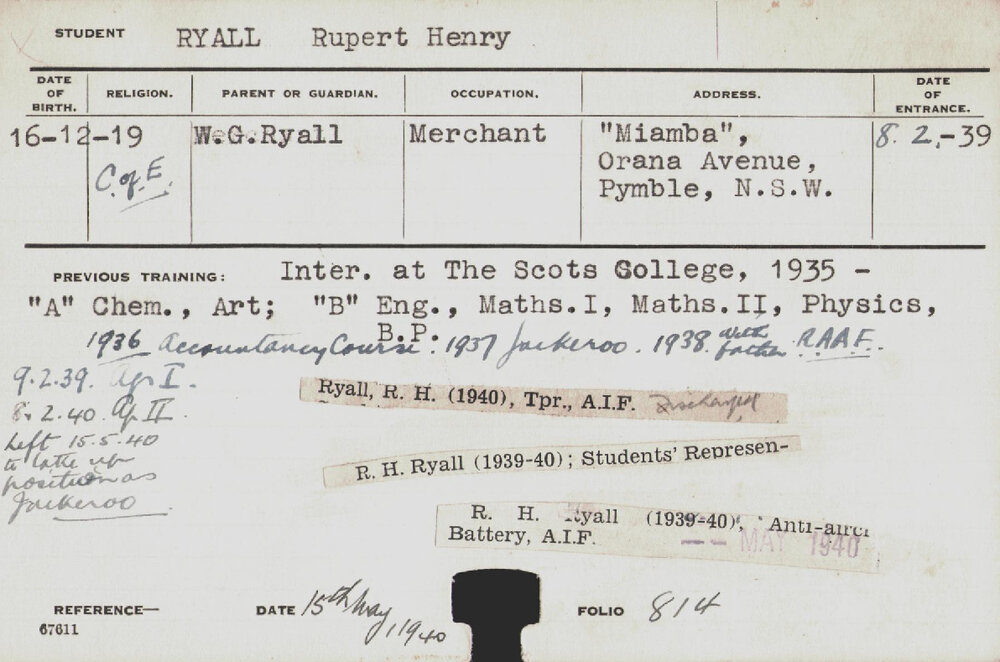 STUDENT RYALL Rupert Henry
DATE OF BIRTH. RELIGION. PARENT OR GUARDIAN. OCCUPATION. ADDRESS. DATE OF ENTRANCE.
16-12-19 W.G.Ryall Merchant "Miamba", 8.2.-39
Orana Avenue,
C. of E. Pymble, N.S.W.
PREVIOUS TRAINING: Inter. at The Scots Gollege, 1935 -
"A" Chem., Art; "B" Eng., Maths.I, Maths.II, Physics,
B.P.
1936 Accountancy Course. 1937 Jackeroo. 1938 with father R.A.A.F.
9.2.39. Ag I.
8.2.40 Ag II.
Left 15.5.40
to take up
position as
Jackeroo
Ryall, R. H. (1940), Tpr., A.I.F. Discharged
R. H. Ryall (1939-40); Students' Represen-
R. H. Ryall (1939-40), Anti-aircr
Battery, A.I.F.
MAY 1940
REFERENCE— DATE 15th May 1940 FOLIO 814
67611